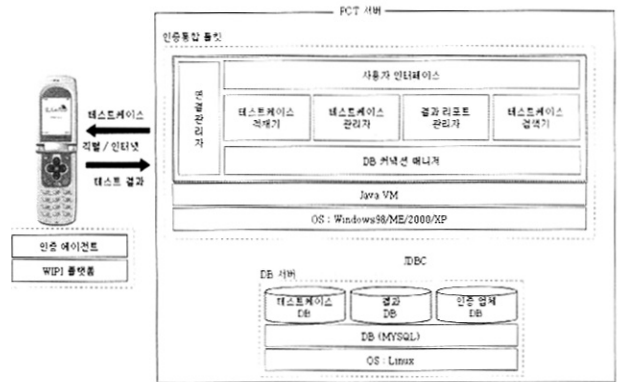 PCT 서버
인증통합 툴킷
연결관리자
사용자 인터페이스
테스트케이스
적재기
테스트케이스
관리자
결과 리포트
관리자
테스트케이스
검색기
DB 커넥션 매니저
Java VM
OS : Windows98/ME/2000/XP
테스트케이스
직렬 / 인터넷
테스트 결과
인증 에이전트
WIPI 플랫폼
JDBC
DB 서버
테스트케이스
DB
결과
DB
인증 업체
DB
DB (MYSQL)
OS : Linux